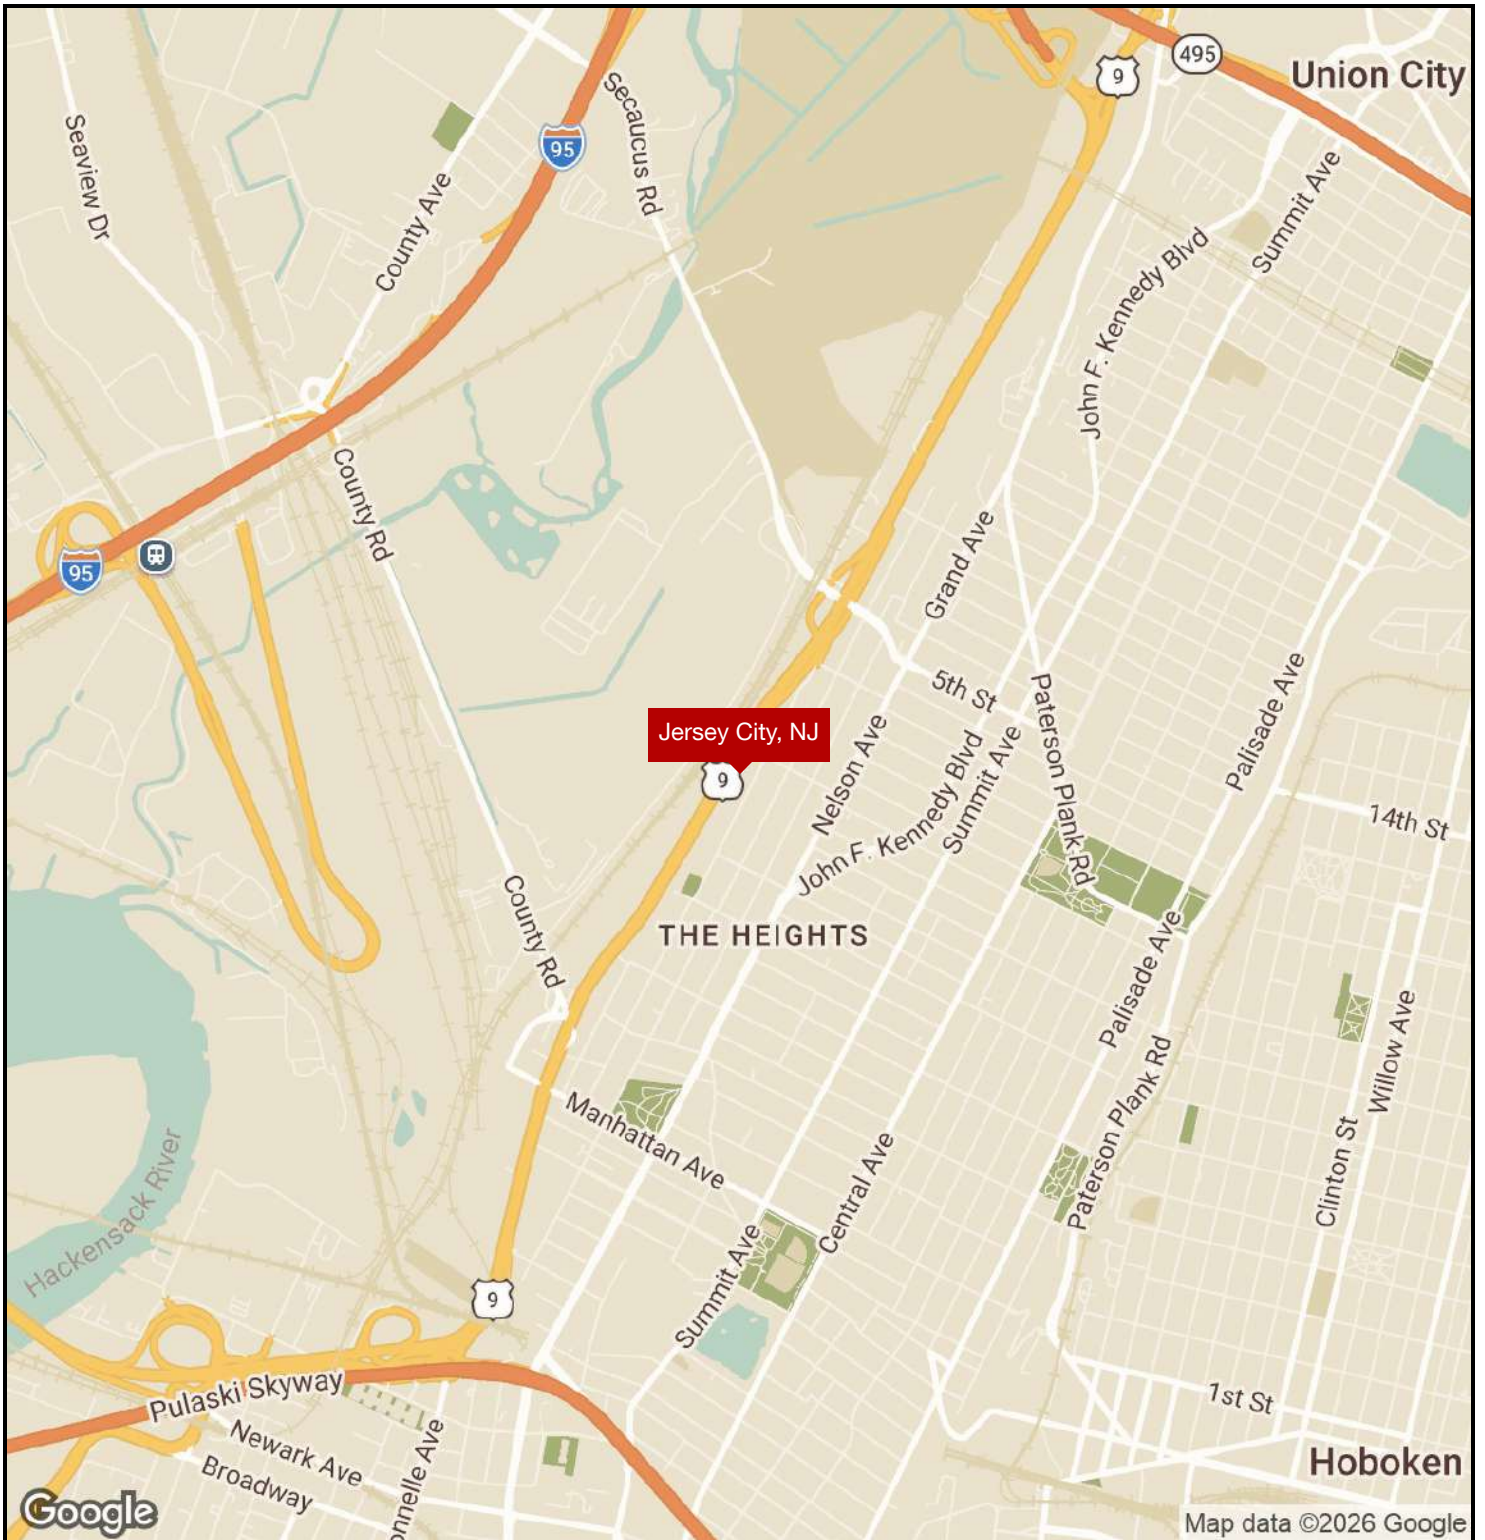 495
9
Union City
Secaucus Rd
Seaview Dr
95
County Ave
Summit Ave
John F. Kennedy Blvd
County Rd
95
Grand Ave
5th St
Paterson Plank Rd
Palisade Ave
Jersey City, NJ
9
Nelson Ave
John F. Kennedy Blvd
Summit Ave
14th St
County Rd
THE HEIGHTS
Palisade Ave
Willow Ave
Paterson Plank Rd
Manhattan Ave
Central Ave
Clinton St
Hackensack River
Summit Ave
9
Pulaski Skyway
1st St
Newark Ave
Broadway
onnelle Ave
Hoboken
Google
Map data ©2026 Google